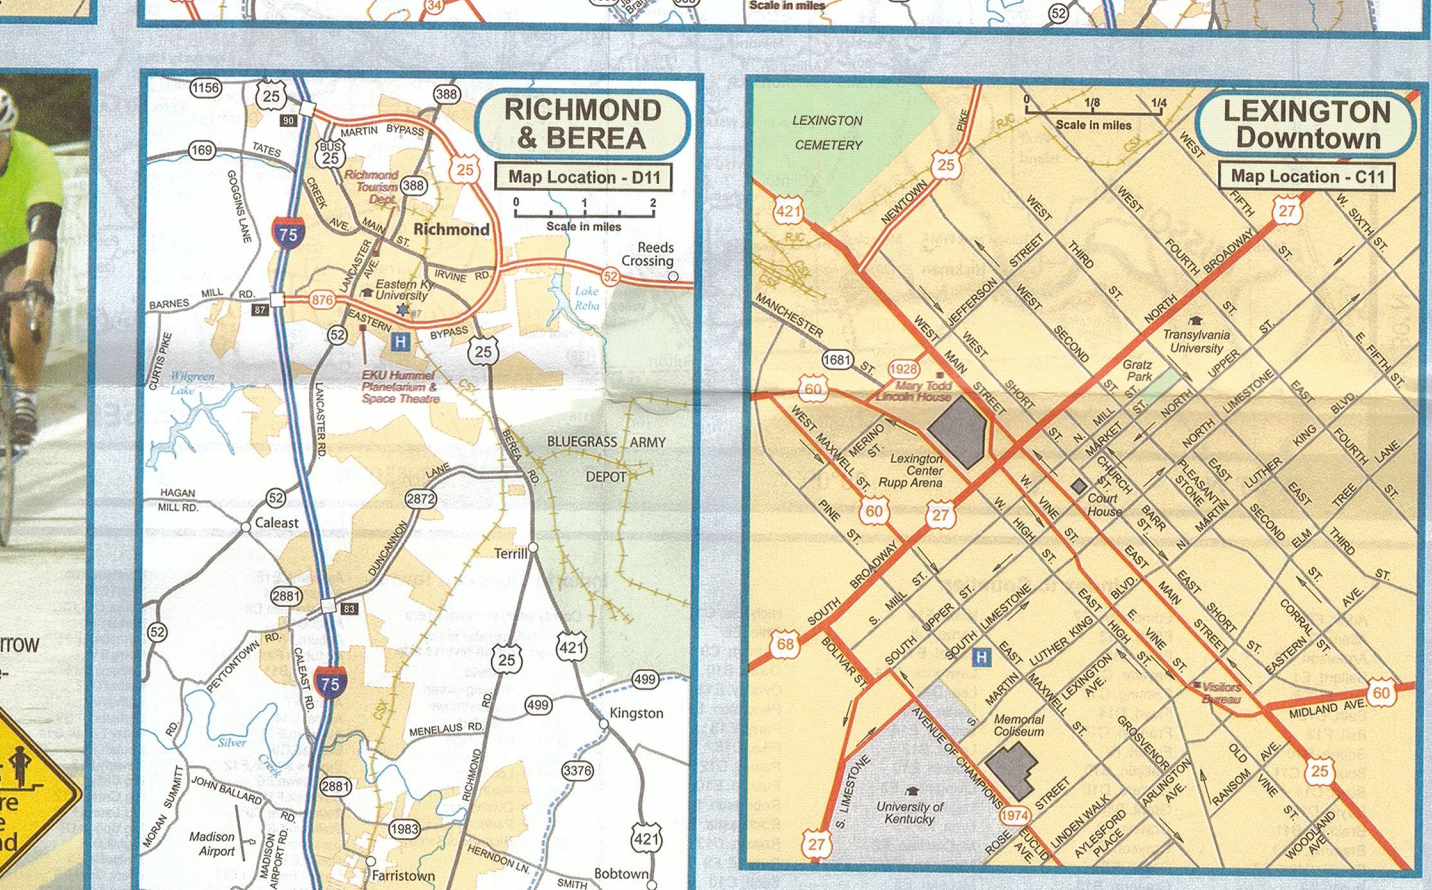 34
Scale in miles
52
RICHMOND
& BEREA
Map Location - D11
0 1 2
Scale in miles
1156
25
388
90
MARTIN BYPASS
169
TATES
BUS
25
25
Richmond
Tourism
Dept.
388
GOGGINS LANE
CREEK
AVE.
MAIN
ST.
Richmond
75
LANCASTER
AVE.
Reeds
Crossing
IRVINE RD.
52
Eastern Ky.
University
#7
Lake
Reba
BARNES MILL RD.
876
87
EASTERN
BYPASS
52
H
25
CURTIS PIKE
EKU Hummel
Planetarium &
Space Theatre
CSX
Wilgreen
Lake
LANCASTER RD.
BEREA RD.
BLUEGRASS ARMY
DEPOT
LANE
2872
HAGAN
MILL RD.
52
Caleast
DUNCANNON
Terrill
2881
83
52
PEYTONTOWN RD.
CALEAST RD.
25
421
75
499
499
CSX
Kingston
MENELAUS RD.
RD.
Silver
Creek
3376
RICHMOND
MORAN SUMMITT
JOHN BALLARD
RD.
2881
Madison
Airport
MADISON
AIRPORT RD.
1983
421
HERNDON LN.
Farristown
SMITH
Bobtown
LEXINGTON
Downtown
Map Location - C11
0 1/8 1/4
Scale in miles
LEXINGTON
CEMETERY
PIKE
RJC
CSX
WEST
25
NEWTOWN
421
RJC
WEST
WEST
FIFTH
27
W. SIXTH ST.
STREET
THIRD
FOURTH
BROADWAY
ST.
JEFFERSON
WEST
ST.
NORTH
MANCHESTER
ST.
1681
WEST
MAIN
STREET
WEST
SECOND
ST.
ST.
Transylvania
University
E. FIFTH ST.
1928
Mary Todd
Lincoln House
SHORT
ST.
Gratz
Park
UPPER
60
NORTH
LIMESTONE
EAST
BLVD.
WEST MAXWELL ST.
MERINO
ST.
N. MILL
ST.
MARKET
ST.
NORTH
KING
FOURTH
LANE
Lexington
Center
Rupp Arena
CHURCH
ST.
EAST
LUTHER
PLEASANT
STONE
Court
House
EAST
TREE
PINE
ST.
60
27
W.
VINE
ST.
W.
HIGH
ST.
BARR
ST.
N.
MARTIN
SECOND
ELM
THIRD
ST.
SOUTH
BROADWAY
S. MILL ST.
EAST
MAIN
STREET
EAST
SHORT
ST.
ST.
AVE.
SOUTH UPPER ST.
SOUTH LIMESTONE
EAST
HIGH
ST.
BLVD.
E.
VINE
ST.
CORRAL
ST.
EASTERN
68
BOLIVAR ST.
H
EAST
MAXWELL
ST.
LUTHER KING
LEXINGTON
AVE.
Visitors
Bureau
60
MIDLAND AVE.
S.
MARTIN
AVENUE OF CHAMPIONS
Memorial
Coliseum
GROSVENOR
OLD
AVE.
VINE
ST.
25
S. LIMESTONE
University of
Kentucky
1974
STREET
ARLINGTON
AVE.
RANSOM
27
ROSE
EUCLID
AVE.
LINDEN WALK
AYLESFORD
PLACE
WOODLAND
AVE.